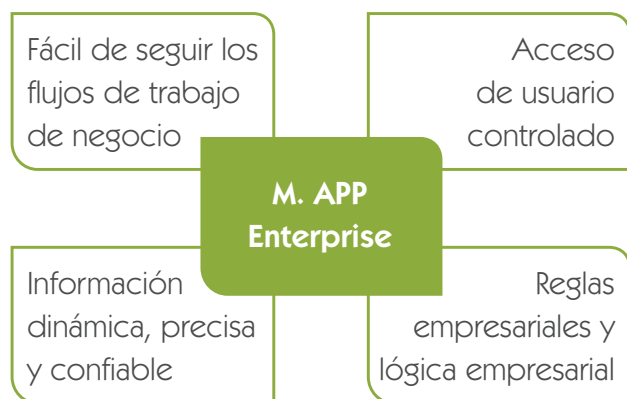 Fácil de seguir los
flujos de trabajo
de negocio
Acceso
de usuario
controlado
M. APP
Enterprise
Información
dinámica, precisa
y confiable
Reglas
empresariales y
lógica empresarial